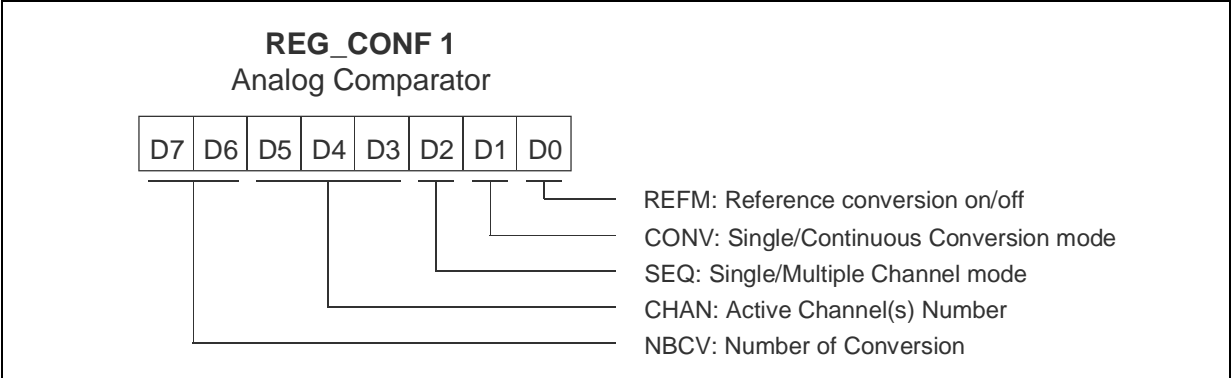 REG_CONF 1
Analog Comparator
D7 D6 D5 D4 D3 D2 D1 D0
REFM: Reference conversion on/off
CONV: Single/Continuous Conversion mode
SEQ: Single/Multiple Channel mode
CHAN: Active Channel(s) Number
NBCV: Number of Conversion